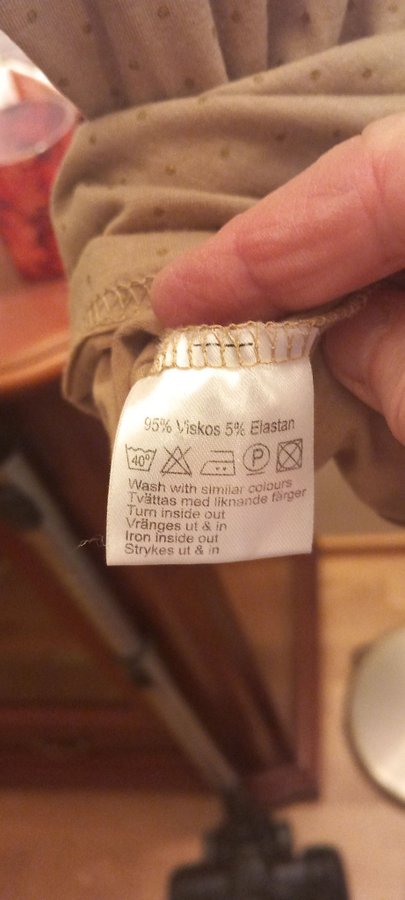 95% Viskos 5% Elastan
40° P
Wash with similar colours
Tvättas med liknande färger
Turn inside out
Vränges ut & in
Iron inside out
Strykes ut & in